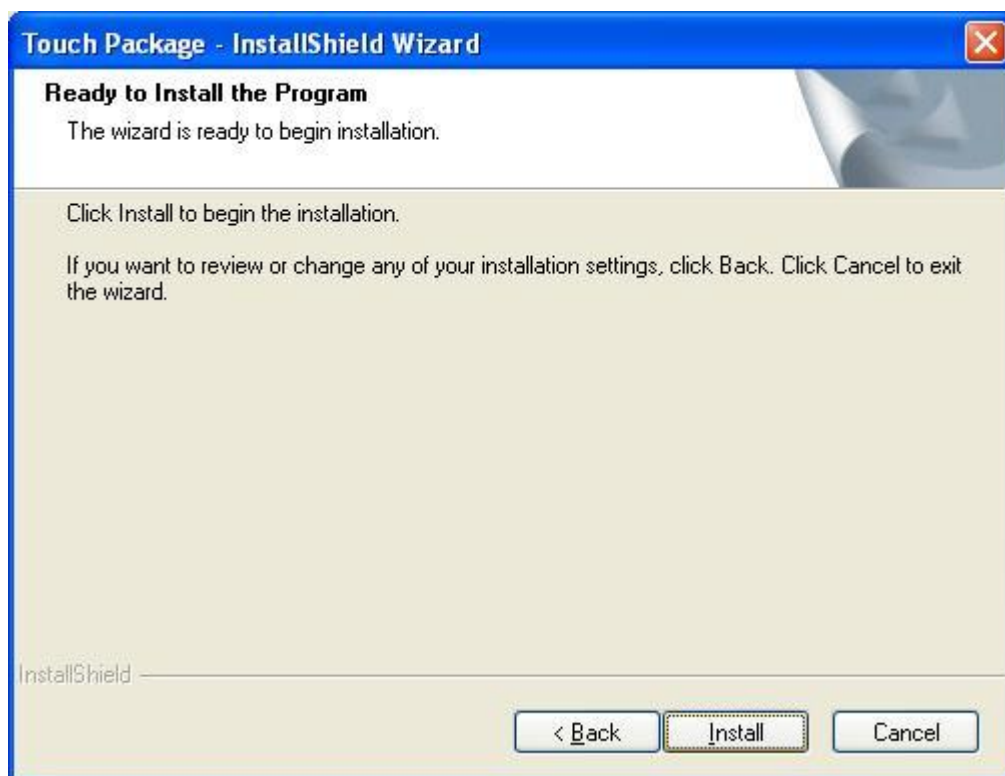 Touch Package - InstallShield Wizard
Ready to Install the Program
The wizard is ready to begin installation.
Click Install to begin the installation.
If you want to review or change any of your installation settings, click Back. Click Cancel to exit
the wizard.
InstallShield
< Back
Install
Cancel